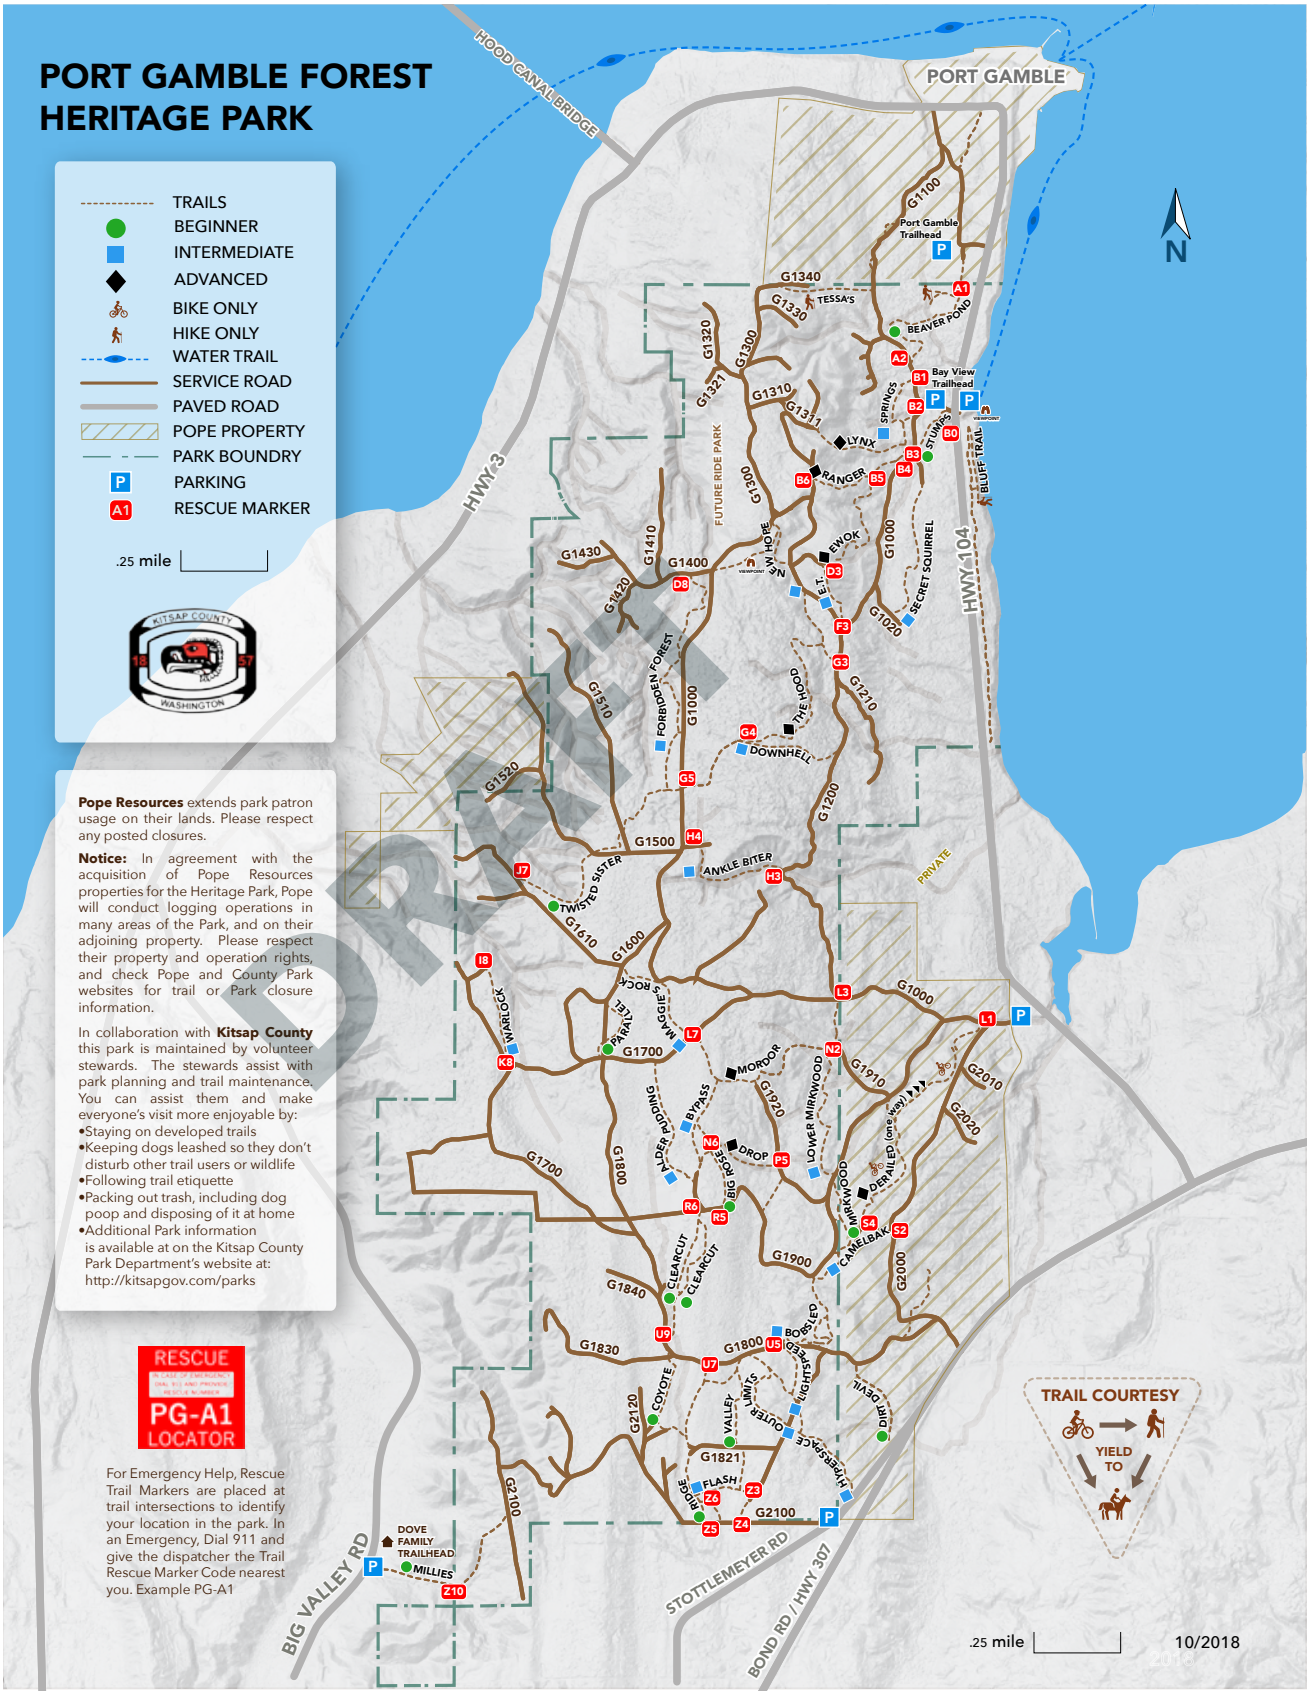 PORT GAMBLE FOREST
HERITAGE PARK
TRAILS
BEGINNER
INTERMEDIATE
ADVANCED
BIKE ONLY
HIKE ONLY
WATER TRAIL
SERVICE ROAD
PAVED ROAD
POPE PROPERTY
PARK BOUNDRY
P PARKING
A1 RESCUE MARKER
.25 mile
KITSAP COUNTY
18 57
WASHINGTON
Pope Resources extends park patron
usage on their lands. Please respect
any posted closures.
Notice: In agreement with the
acquisition of Pope Resources
properties for the Heritage Park, Pope
will conduct logging operations in
many areas of the Park, and on their
adjoining property. Please respect
their property and operation rights,
and check Pope and County Park
websites for trail or Park closure
information.
In collaboration with Kitsap County
this park is maintained by volunteer
stewards. The stewards assist with
park planning and trail maintenance.
You can assist them and make
everyone's visit more enjoyable by:
•Staying on developed trails
•Keeping dogs leashed so they don't
disturb other trail users or wildlife
•Following trail etiquette
•Packing out trash, including dog
poop and disposing of it at home
•Additional Park information
is available at on the Kitsap County
Park Department's website at:
http://kitsapgov.com/parks
RESCUE
IN CASE OF EMERGENCY
DIAL 911 AND PROVIDE
RESCUE NUMBER
PG-A1
LOCATOR
For Emergency Help, Rescue
Trail Markers are placed at
trail intersections to identify
your location in the park. In
an Emergency, Dial 911 and
give the dispatcher the Trail
Rescue Marker Code nearest
you. Example PG-A1
HOOD CANAL BRIDGE
PORT GAMBLE
G1100
Port Gamble
Trailhead
P
N
G1340
TESSA'S
A1
G1330
BEAVER POND
G1320
G1300
A2
B1
Bay View
Trailhead
P
P
G1321
G1310
SPRINGS
B2
VIEWPOINT
G1311
STUMPS
B0
LYNX
B3
HWY 3
FUTURE RIDE PARK
G1300
B6
RANGER
B5
B4
BLUFF TRAIL
G1410
NEW HOPE
EWOK
G1000
SECRET SQUIRREL
HWY 104
G1430
G1400
VIEWPOINT
D3
D8
G1420
E.T.
G1020
F3
FORBIDDEN FOREST
G3
G1510
G1000
THE HOOD
G1210
G4
DOWNHELL
G1520
G5
G1200
DRAFT
G1500
H4
J7
TWISTED SISTER
ANKLE BITER
H3
PRIVATE
G1610
G1600
I8
MAGGIE'S ROCK
L3
G1000
WARLOCK
PARALLEL
L7
L1
P
K8
G1700
MORDOR
N2
G1910
G2010
ALDER PUDING
BYPASS
G1920
LOWER MIRKWOOD
G2020
DERAILED (one way)
N6
DROP
P5
G1700
G1800
BIG ROSE
MIRKWOOD
R6
R5
S4
S2
CAMELBAK
CLEARCUT
CLEARCUT
G1900
G2000
G1840
U9
BOBSLED
G1830
G1800
U5
U7
LIGHTSPEED
COYOTE
OUTER LIMITS
DIRT DEVIL
G2120
VALLEY
G1821
HYPERSPACE
FLASH
Z3
RIDGE
Z6
G2100
G2100
P
Z5
Z4
DOVE
FAMILY
TRAILHEAD
P
MILLIES
Z10
BIG VALLEY RD
STOTTLEMEYER RD
BOND RD / HWY 307
TRAIL COURTESY
YIELD
TO
.25 mile
10/2018